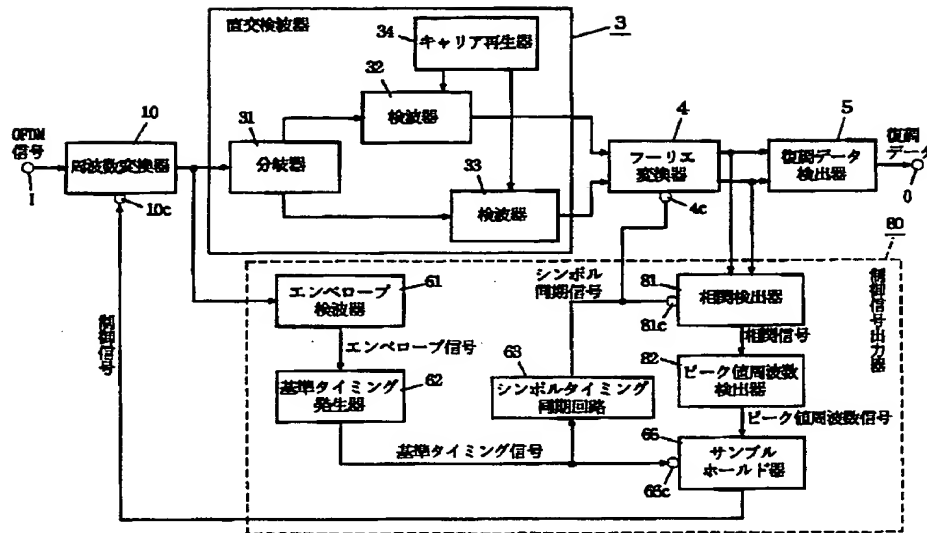 直交検波器
3
34
キャリア再生器
32
検波器
10
OFDM
信号
1
周波数変換器
10c
31
分岐器
33
検波器
4
フーリエ
変換器
4c
5
復調データ
検出器
復調
データ
0
80
制御信号出力器
制御信号
61
エンベロープ
検波器
エンベロープ信号
62
基準タイミング
発生器
基準タイミング信号
シンボル
同期信号
63
シンボルタイミング
同期回路
81
相関検出器
81c
相関信号
82
ピーク値周波数
検出器
ピーク値周波数信号
66
サンプル
ホールド器
66c